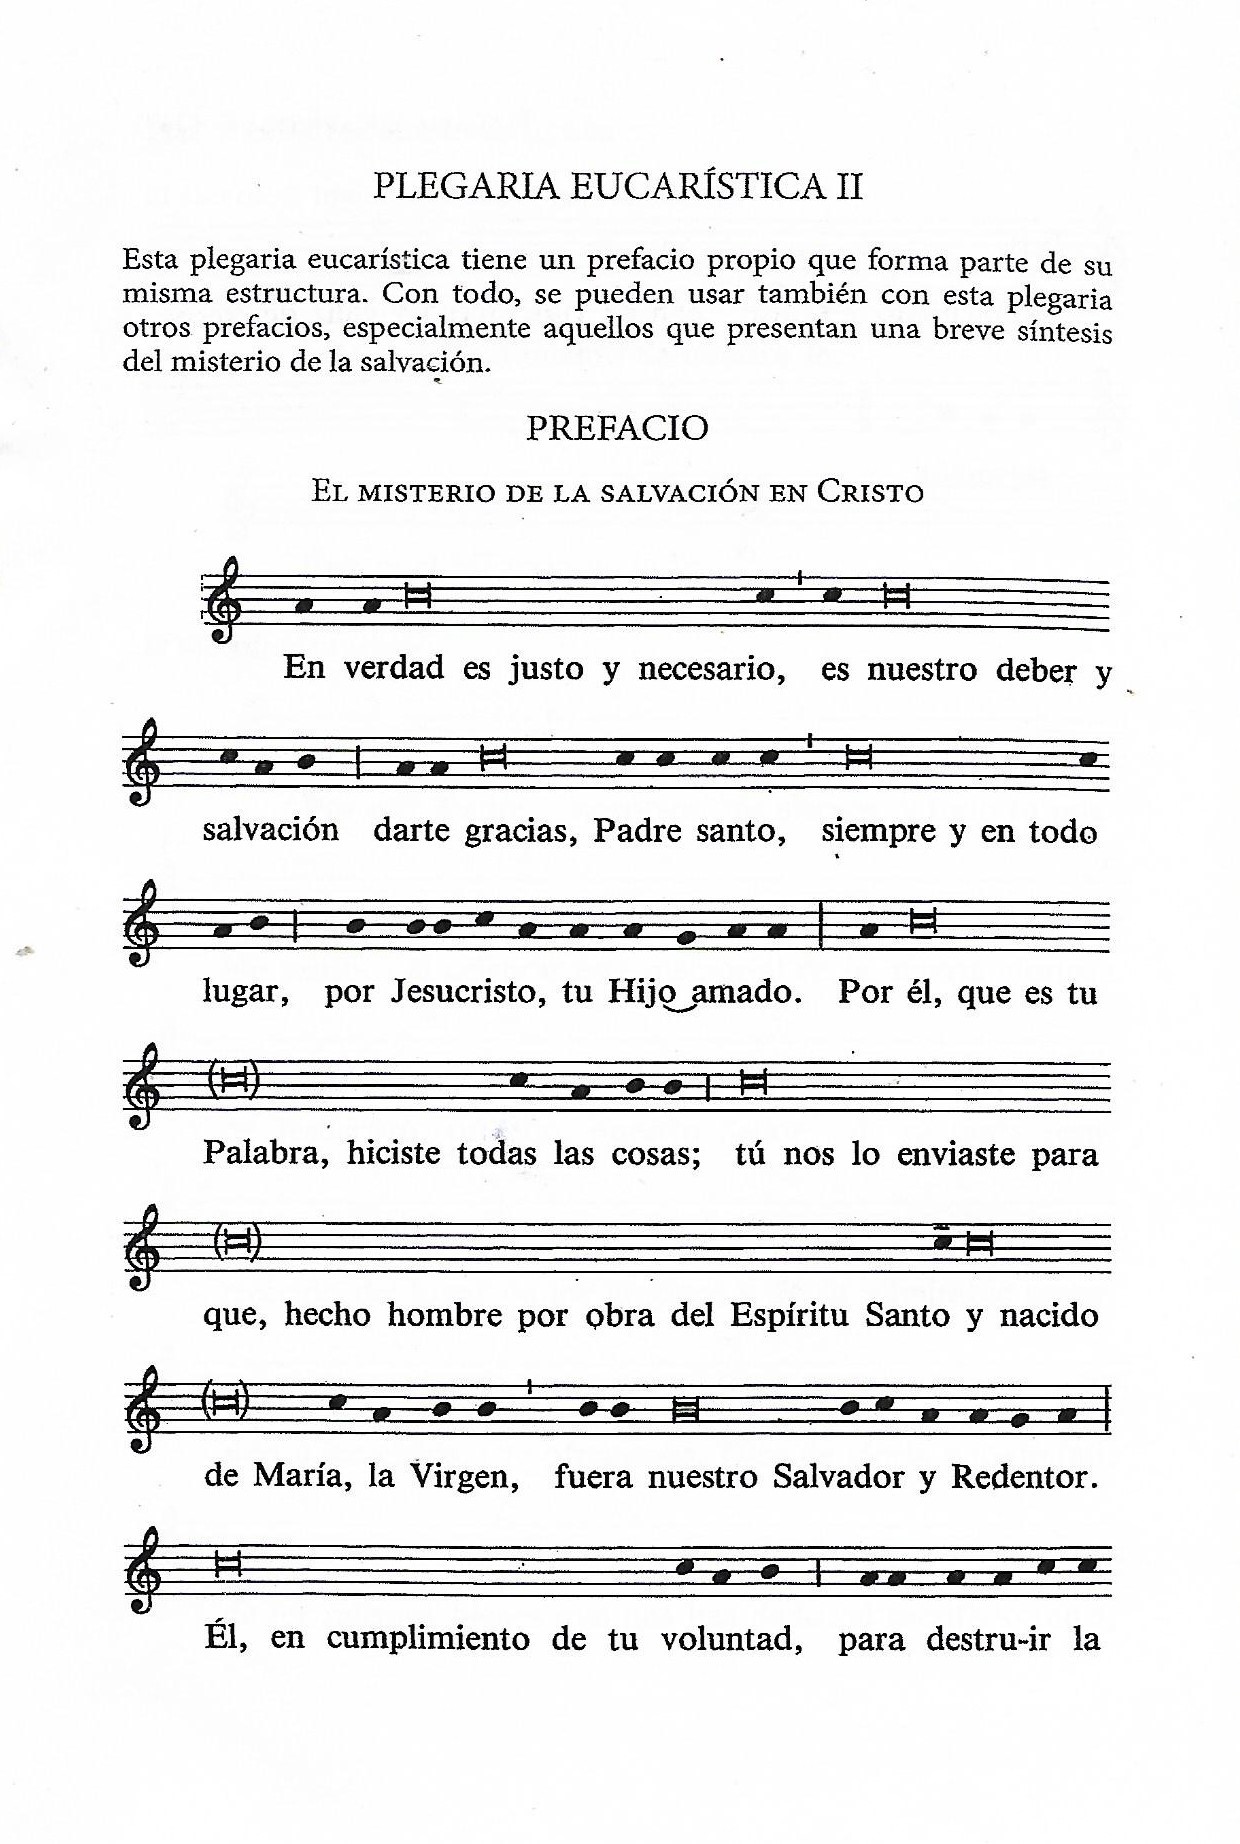 PLEGARIA EUCARÍSTICA II
Esta plegaria eucarística tiene un prefacio propio que forma parte de su
misma estructura. Con todo, se pueden usar también con esta plegaria
otros prefacios, especialmente aquellos que presentan una breve síntesis
del misterio de la salvación.
PREFACIO
EL MISTERIO DE LA SALVACIÓN EN CRISTO
En verdad es justo y necesario, es nuestro deber y
salvación darte gracias, Padre santo, siempre y en todo
lugar, por Jesucristo, tu Hijo‿amado. Por él, que es tu
Palabra, hiciste todas las cosas; tú nos lo enviaste para
que, hecho hombre por obra del Espíritu Santo y nacido
de María, la Virgen, fuera nuestro Salvador y Redentor.
Él, en cumplimiento de tu voluntad, para destru-ir la